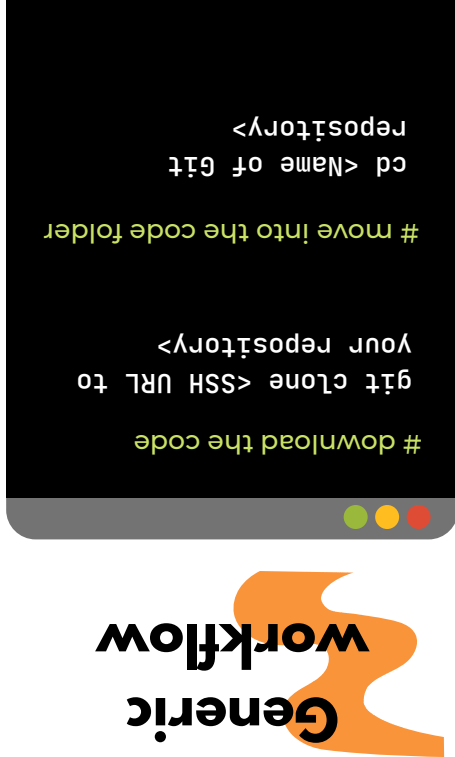 Generic
workflow
# download the code
git clone <SSH URL to
your repository>
# move into the code folder
cd <Name of Git
repository>